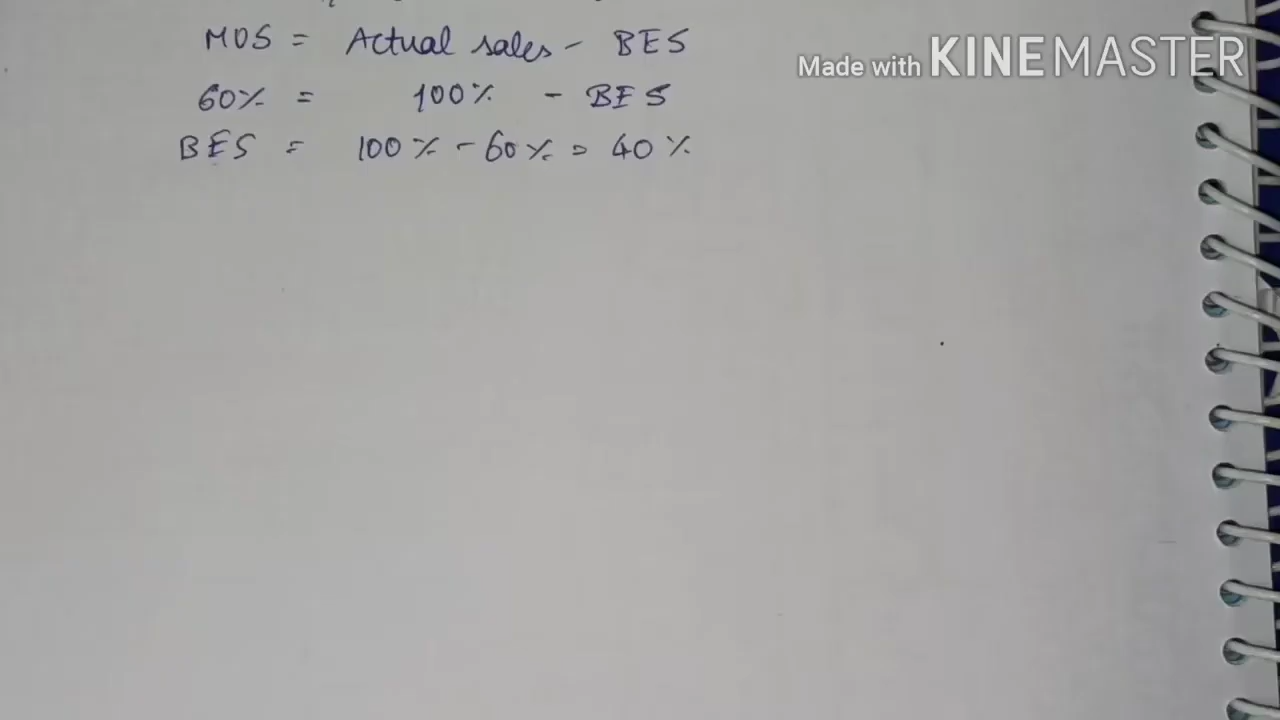 MOS = Actual sales - BES
60% = 100% - BES
BES = 100% - 60% = 40%
Made with KINEMASTER